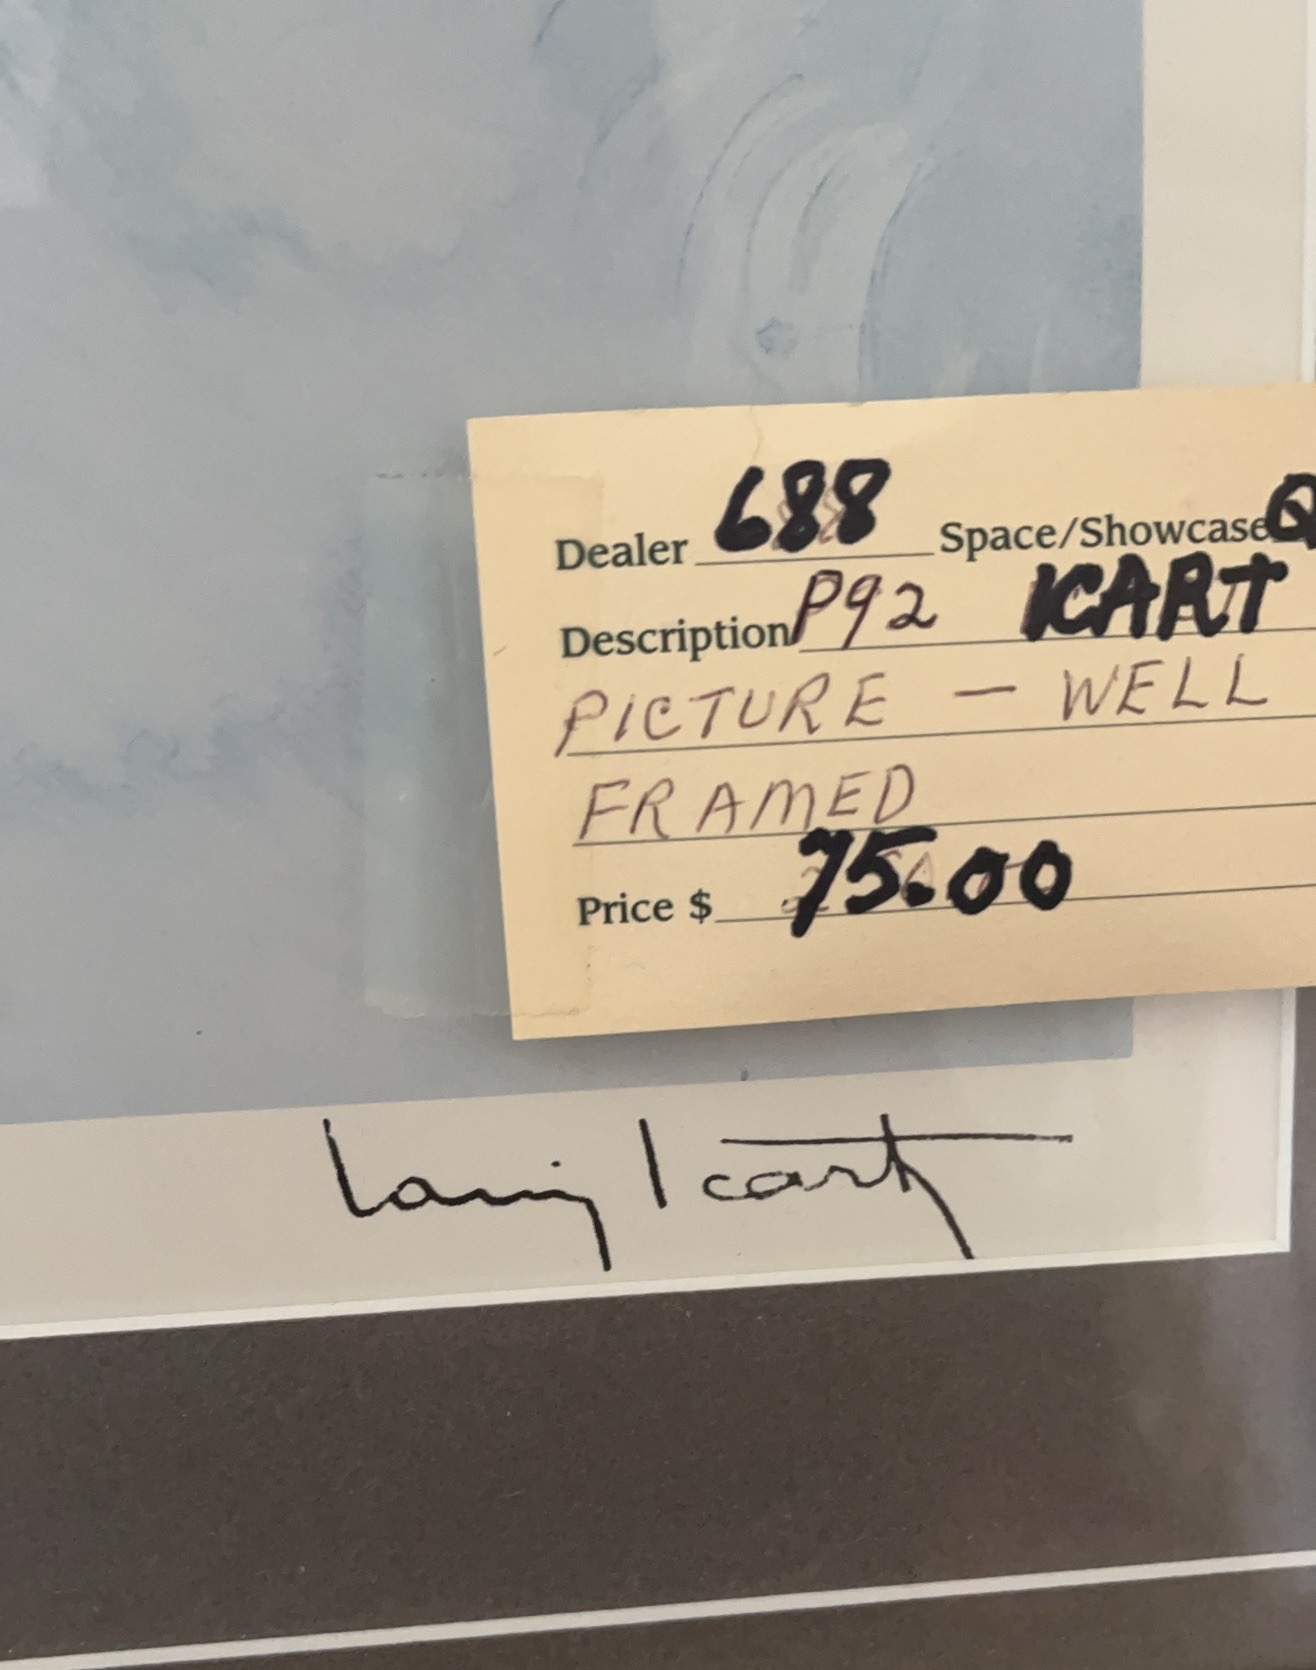 Dealer 688 Space/Showcase Q
Description P92 ICART
PICTURE — WELL
FRAMED
Price $ 75.00
Louis Icart